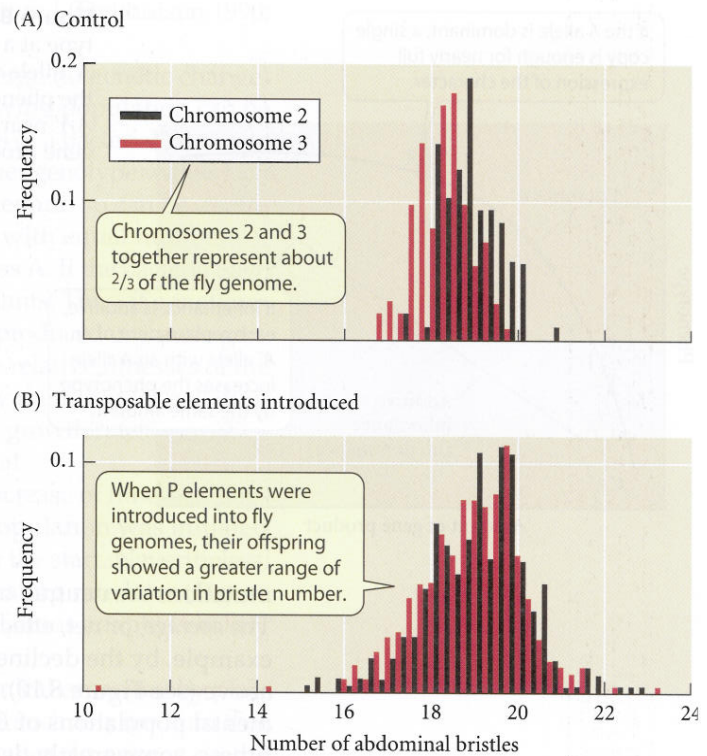 (A) Control
0.2
Chromosome 2
Chromosome 3
Frequency
0.1
Chromosomes 2 and 3
together represent about
2/3 of the fly genome.
(B) Transposable elements introduced
0.1
When P elements were
introduced into fly
genomes, their offspring
showed a greater range of
variation in bristle number.
Frequency
10 12 14 16 18 20 22 24
Number of abdominal bristles